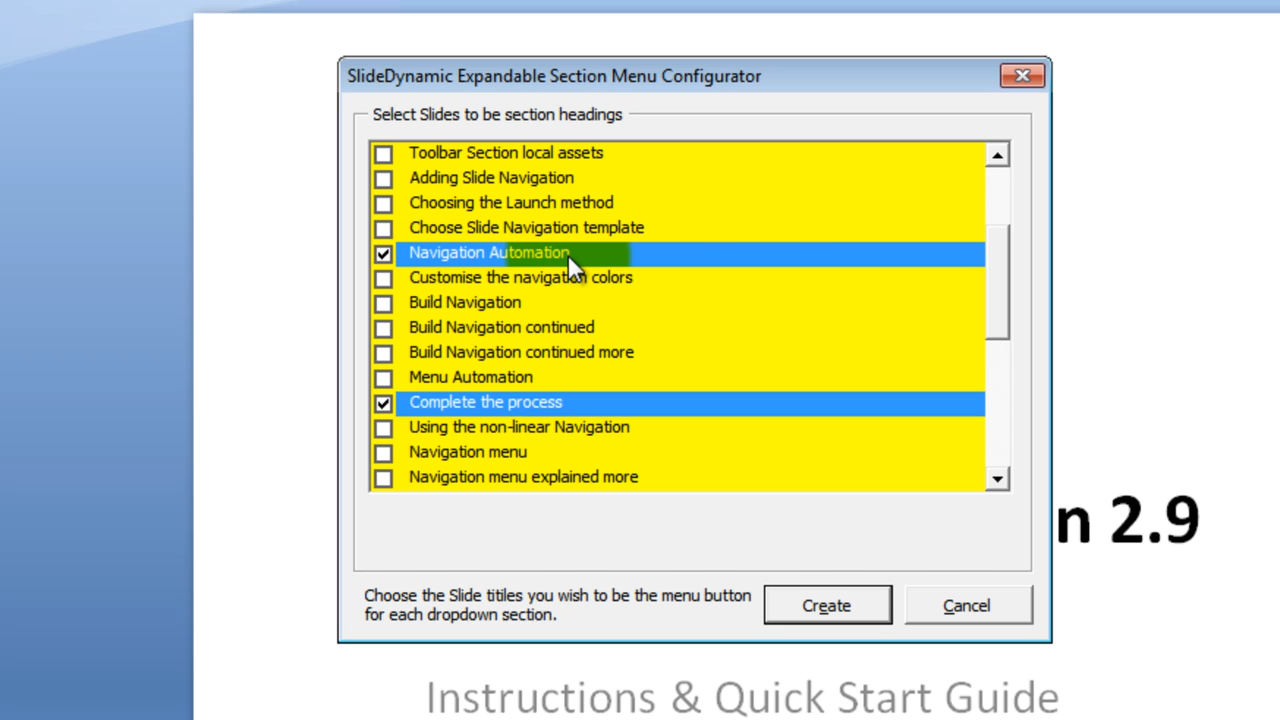 SlideDynamic Expandable Section Menu Configurator
Select Slides to be section headings
Toolbar Section local assets
Adding Slide Navigation
Choosing the Launch method
Choose Slide Navigation template
Navigation Automation
Customise the navigation colors
Build Navigation
Build Navigation continued
Build Navigation continued more
Menu Automation
Complete the process
Using the non-linear Navigation
Navigation menu
Navigation menu explained more
n 2.9
Choose the Slide titiles you wish to be the menu button
for each dropdown section.
Create
Cancel
Instructions & Quick Start Guide